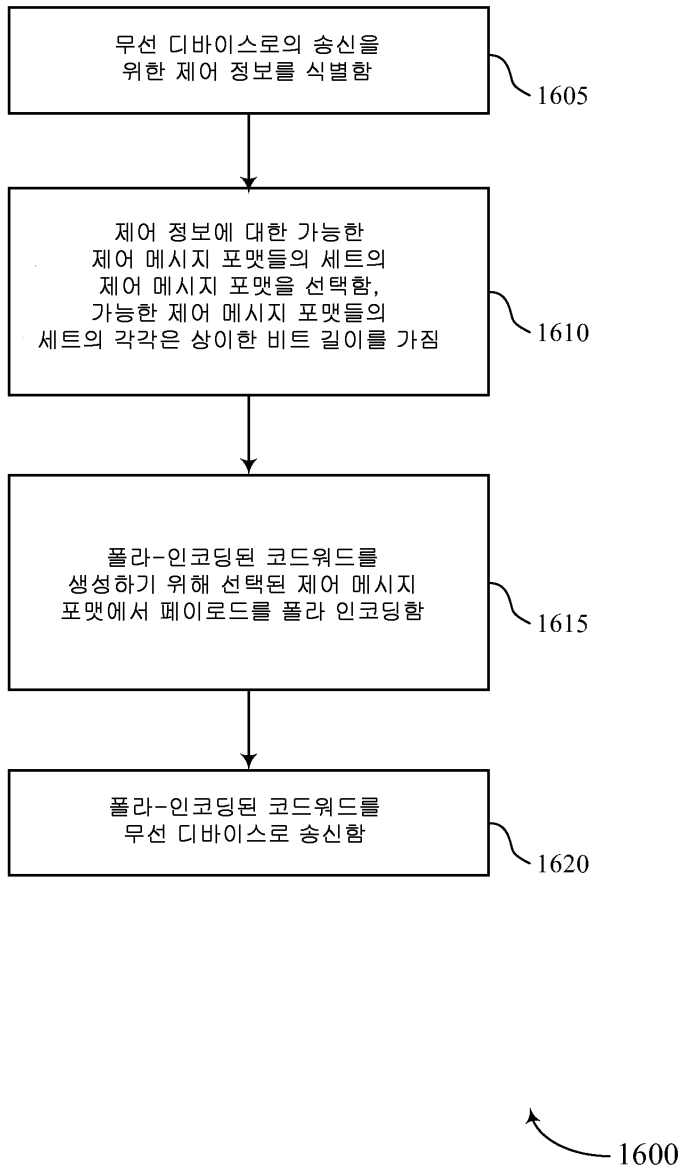 무선 디바이스로의 송신을
위한 제어 정보를 식별함
1605
제어 정보에 대한 가능한
제어 메시지 포맷들의 세트의
제어 메시지 포맷을 선택함,
가능한 제어 메시지 포맷들의
세트의 각각은 상이한 비트 길이를 가짐
1610
폴라-인코딩된 코드워드를
생성하기 위해 선택된 제어 메시지
포맷에서 페이로드를 폴라 인코딩함
1615
폴라-인코딩된 코드워드를
무선 디바이스로 송신함
1620
1600